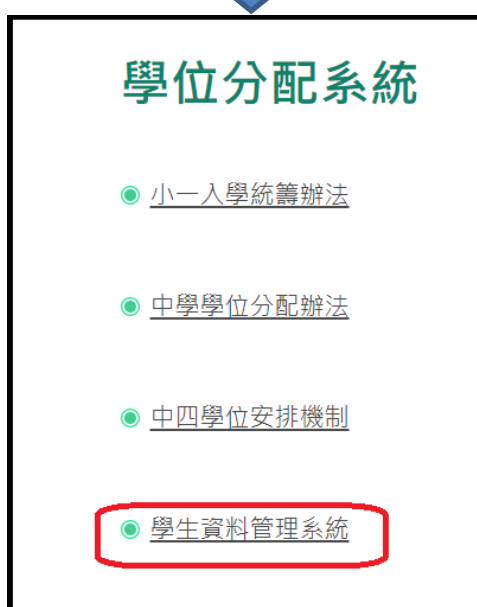 學位分配系統
小一入學統籌辦法
中學學位分配辦法
中四學位安排機制
學生資料管理系統